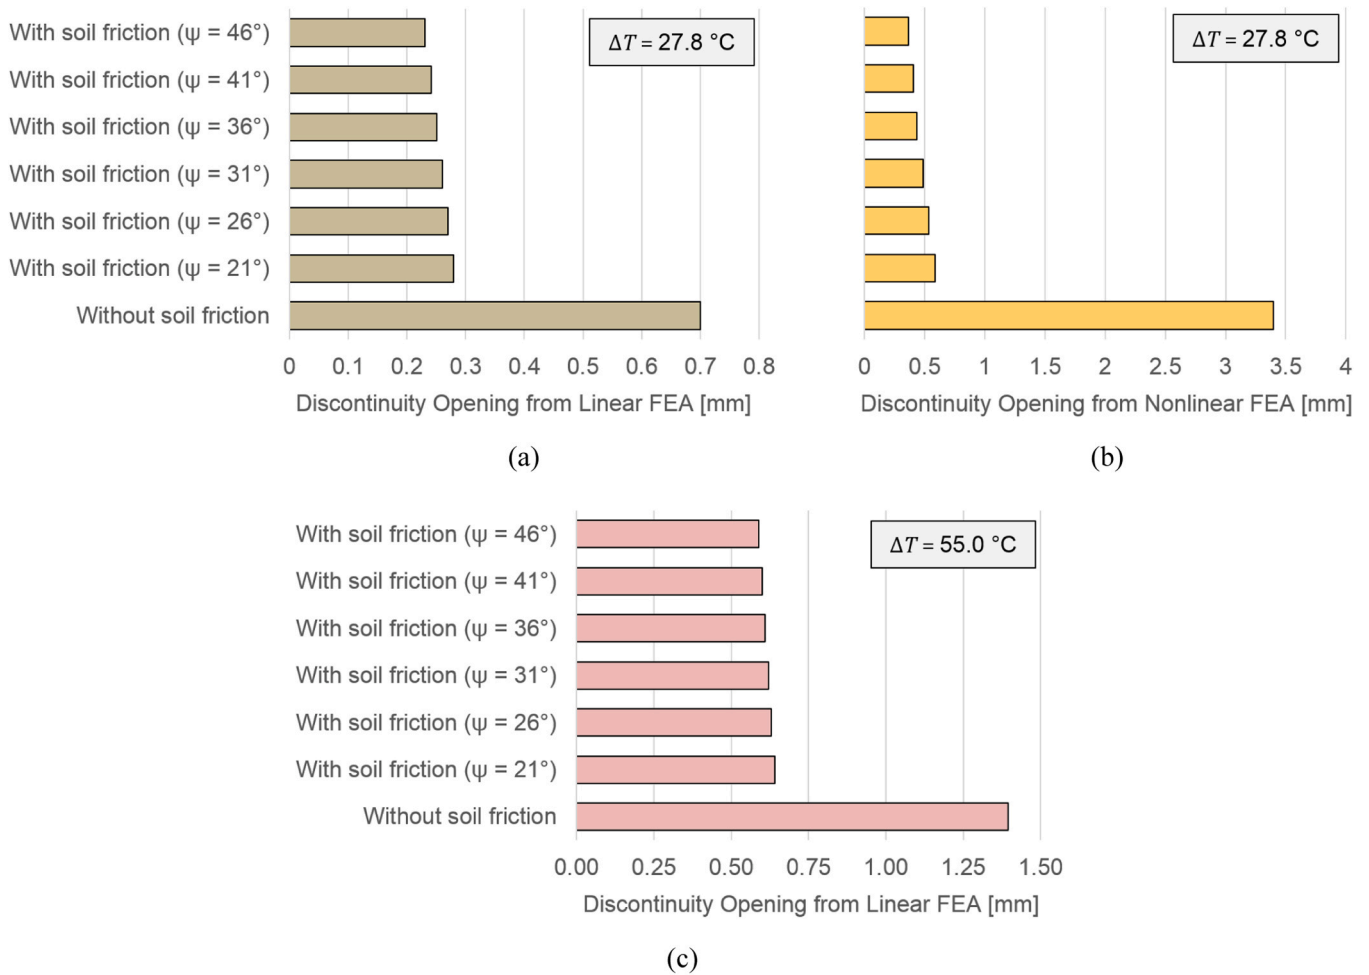 With soil friction (ψ = 46°)
With soil friction (ψ = 41°)
With soil friction (ψ = 36°)
With soil friction (ψ = 31°)
With soil friction (ψ = 26°)
With soil friction (ψ = 21°)
Without soil friction
ΔT = 27.8 °C
0 0.1 0.2 0.3 0.4 0.5 0.6 0.7 0.8
Discontinuity Opening from Linear FEA [mm]
(a)
ΔT = 27.8 °C
0 0.5 1 1.5 2 2.5 3 3.5 4
Discontinuity Opening from Nonlinear FEA [mm]
(b)
With soil friction (ψ = 46°)
With soil friction (ψ = 41°)
With soil friction (ψ = 36°)
With soil friction (ψ = 31°)
With soil friction (ψ = 26°)
With soil friction (ψ = 21°)
Without soil friction
ΔT = 55.0 °C
0.00 0.25 0.50 0.75 1.00 1.25 1.50
Discontinuity Opening from Linear FEA [mm]
(c)